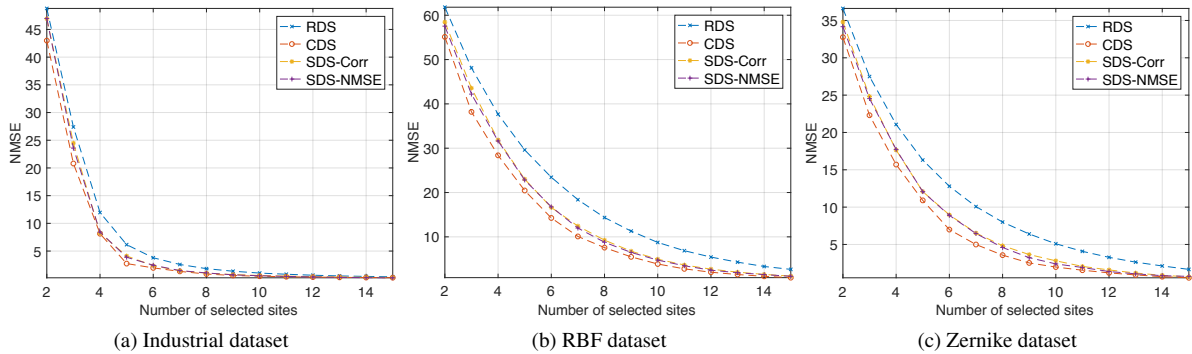 45
40
35
30
25
20
15
10
5
NMSE
2
4
6
8
10
12
14
Number of selected sites
RDS
CDS
SDS-Corr
SDS-NMSE
(a) Industrial dataset
60
50
40
30
20
10
NMSE
2
4
6
8
10
12
14
Number of selected sites
RDS
CDS
SDS-Corr
SDS-NMSE
(b) RBF dataset
35
30
25
20
15
10
5
NMSE
2
4
6
8
10
12
14
Number of selected sites
RDS
CDS
SDS-Corr
SDS-NMSE
(c) Zernike dataset